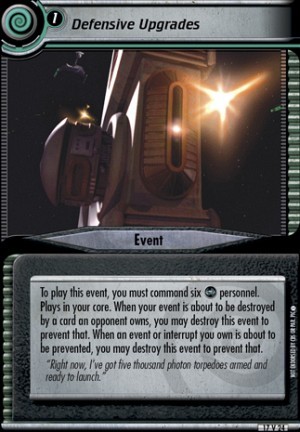 1
Defensive Upgrades
Event
To play this event, you must command six personnel.
Plays in your core. When your event is about to be destroyed
by a card an opponent owns, you may destroy this event to
prevent that. When an event or interrupt you own is about to
be prevented, you may destroy this event to prevent that.
"Right now, I've got five thousand photon torpedoes armed and
ready to launch."
17 V 24